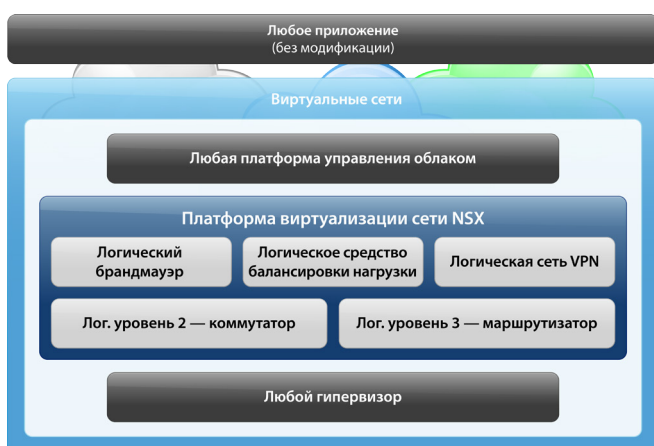 Любое приложение
(без модификации)
Виртуальные сети
Любая платформа управления облаком
Платформа виртуализации сети NSX
Логический
брандмауэр
Логическое средство
балансировки нагрузки
Логическая сеть VPN
Лог. уровень 2 — коммутатор
Лог. уровень 3 — маршрутизатор
Любой гипервизор